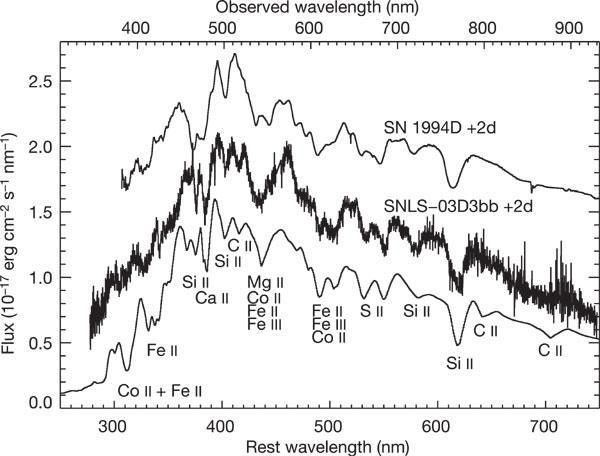 Observed wavelength (nm)
400 500 600 700 800 900
Flux (10⁻¹⁷ erg cm⁻² s⁻¹ nm⁻¹)
2.5
2.0
1.5
1.0
0.5
0.0
SN 1994D +2d
SNLS–03D3bb +2d
C II
Si II
Si II
Ca II
Mg II
Co II
Fe II
Fe III
Fe II
Fe III
Co II
S II
Si II
C II
Si II
C II
Fe II
Co II + Fe II
300 400 500 600 700
Rest wavelength (nm)